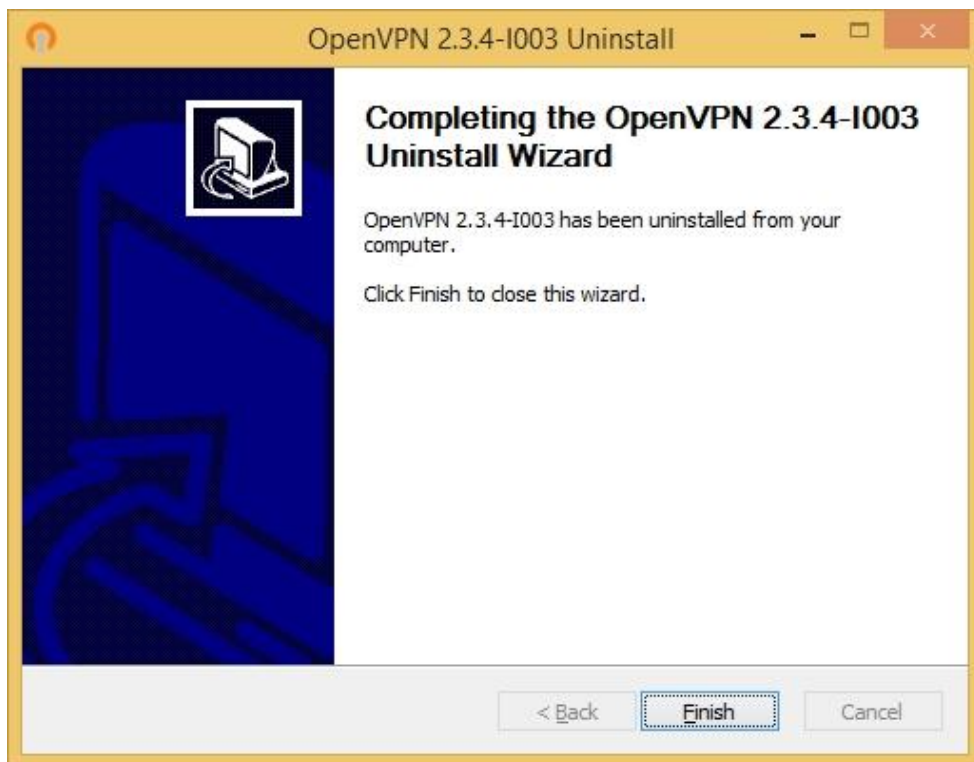 OpenVPN 2.3.4-I003 Uninstall
Completing the OpenVPN 2.3.4-I003
Uninstall Wizard
OpenVPN 2.3.4-I003 has been uninstalled from your
computer.
Click Finish to close this wizard.
< Back Finish Cancel